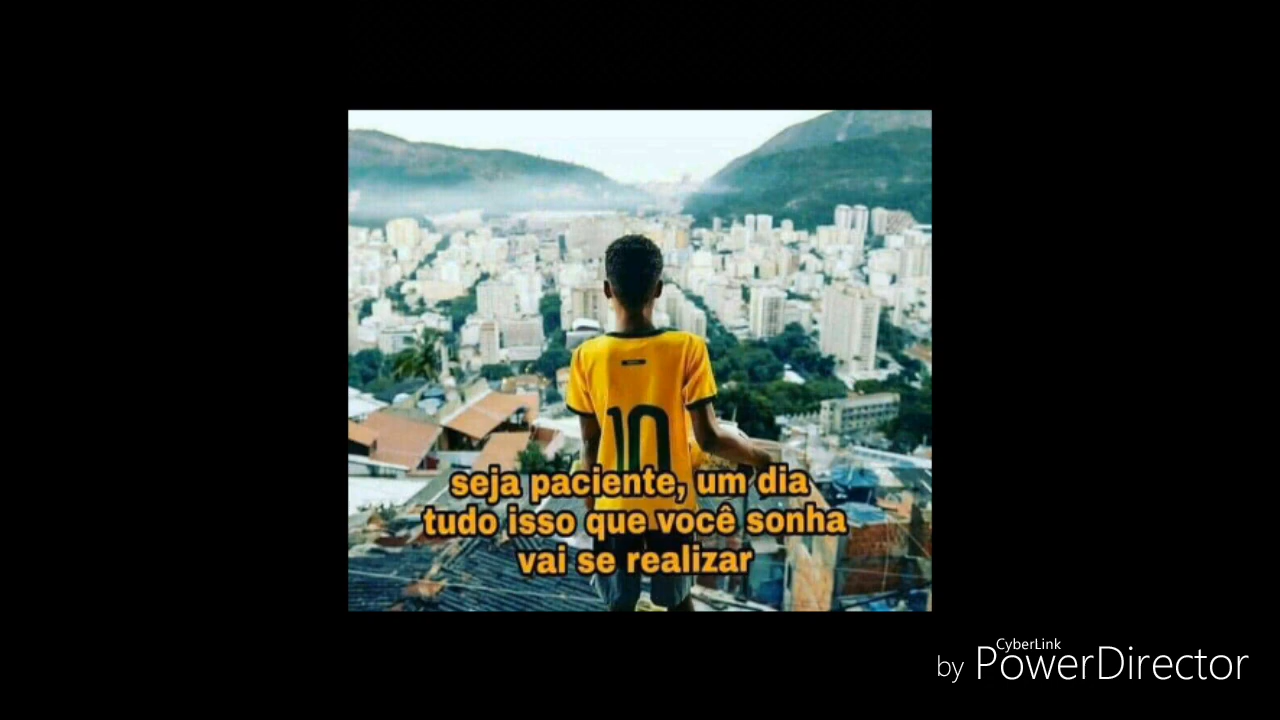 10
seja paciente, um dia
tudo isso que você sonha
vai se realizar
CyberLink
by PowerDirector